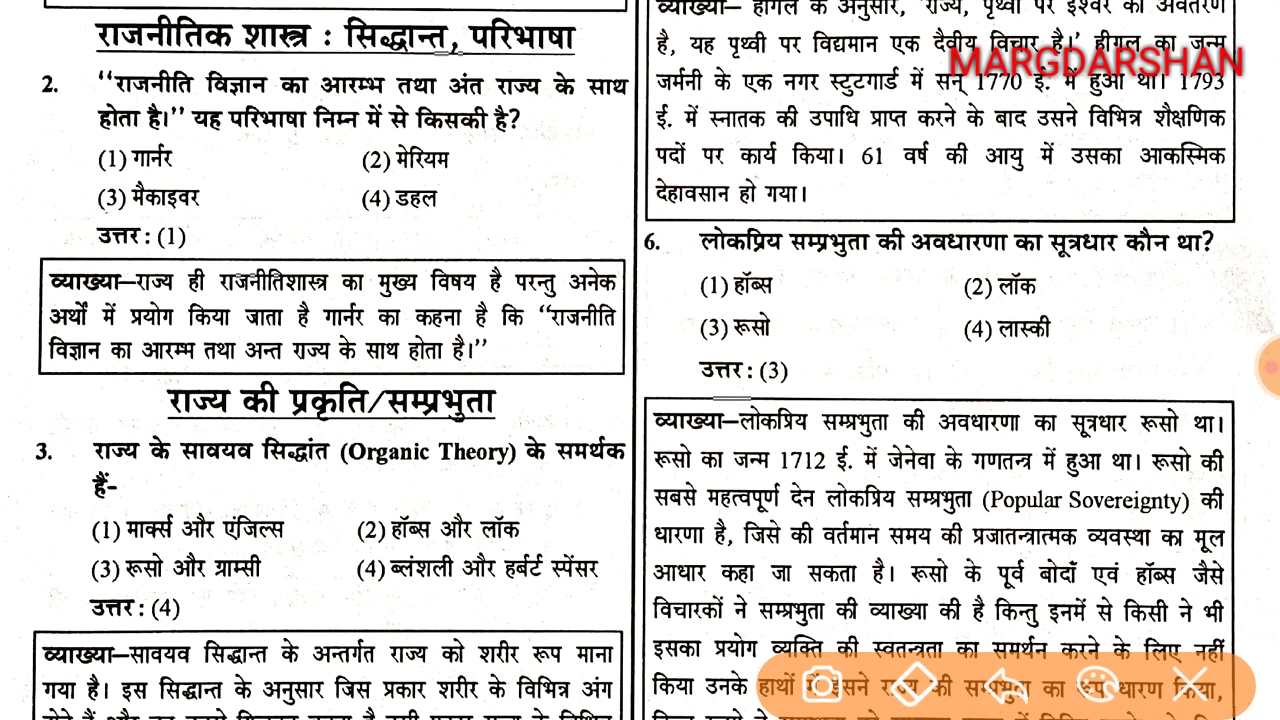 राजनीतिक शास्त्र : सिद्धान्त, परिभाषा
2. ‘‘राजनीति विज्ञान का आरम्भ तथा अंत राज्य के साथ
होता है।’’ यह परिभाषा निम्न में से किसकी है?
(1) गार्नर (2) मेरियम
(3) मैकाइवर (4) डहल
उत्तर : (1)
व्याख्या–राज्य ही राजनीतिशास्त्र का मुख्य विषय है परन्तु अनेक
अर्थों में प्रयोग किया जाता है गार्नर का कहना है कि ‘‘राजनीति
विज्ञान का आरम्भ तथा अन्त राज्य के साथ होता है।’’
राज्य की प्रकृति/सम्प्रभुता
3. राज्य के सावयव सिद्धांत (Organic Theory) के समर्थक
हैं-
(1) मार्क्स और एंजिल्स (2) हॉब्स और लॉक
(3) रूसो और ग्राम्सी (4) ब्लंशली और हर्बर्ट स्पेंसर
उत्तर : (4)
व्याख्या–सावयव सिद्धान्त के अन्तर्गत राज्य को शरीर रूप माना
गया है। इस सिद्धान्त के अनुसार जिस प्रकार शरीर के विभिन्न अंग
व्याख्या– हीगल के अनुसार, ‘राज्य, पृथ्वी पर ईश्वर का अवतरण
है, यह पृथ्वी पर विद्यमान एक दैवीय विचार है।’ हीगल का जन्म
MARGDARSHAN
जर्मनी के एक नगर स्टुटगार्ड में सन् 1770 ई. में हुआ था। 1793
ई. में स्नातक की उपाधि प्राप्त करने के बाद उसने विभिन्न शैक्षणिक
पदों पर कार्य किया। 61 वर्ष की आयु में उसका आकस्मिक
देहावसान हो गया।
6. लोकप्रिय सम्प्रभुता की अवधारणा का सूत्रधार कौन था?
(1) हॉब्स (2) लॉक
(3) रूसो (4) लास्की
उत्तर : (3)
व्याख्या–लोकप्रिय सम्प्रभुता की अवधारणा का सूत्रधार रूसो था।
रूसो का जन्म 1712 ई. में जेनेवा के गणतन्त्र में हुआ था। रूसो की
सबसे महत्वपूर्ण देन लोकप्रिय सम्प्रभुता (Popular Sovereignty) की
धारणा है, जिसे की वर्तमान समय की प्रजातन्त्रात्मक व्यवस्था का मूल
आधार कहा जा सकता है। रूसो के पूर्व बोदाँ एवं हॉब्स जैसे
विचारकों ने सम्प्रभुता की व्याख्या की है किन्तु इनमें से किसी ने भी
इसका प्रयोग व्यक्ति की स्वतन्त्रता का समर्थन करने के लिए नहीं
किया उनके हाथों में इसने राज्य की सम्प्रभुता का रूप धारण किया,